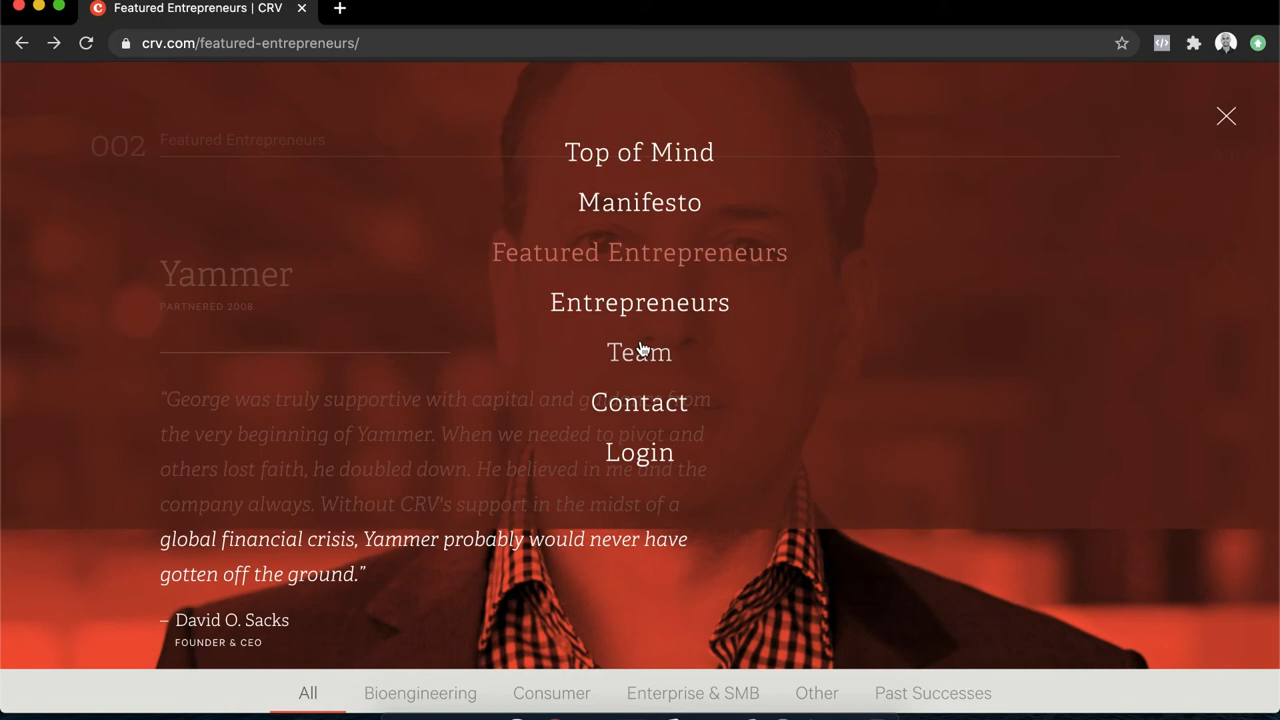 Featured Entrepreneurs | CRV
crv.com/featured-entrepreneurs/
002 Featured Entrepreneurs
Top of Mind
Manifesto
Featured Entrepreneurs
Entrepreneurs
Team
Contact
Login
Yammer
PARTNERED 2008
“George was truly supportive with capital and from
the very beginning of Yammer. When we needed to pivot and
others lost faith, he doubled down. He believed in me and the
company always. Without CRV's support in the midst of a
global financial crisis, Yammer probably would never have
gotten off the ground.”
– David O. Sacks
FOUNDER & CEO
All Bioengineering Consumer Enterprise & SMB Other Past Successes